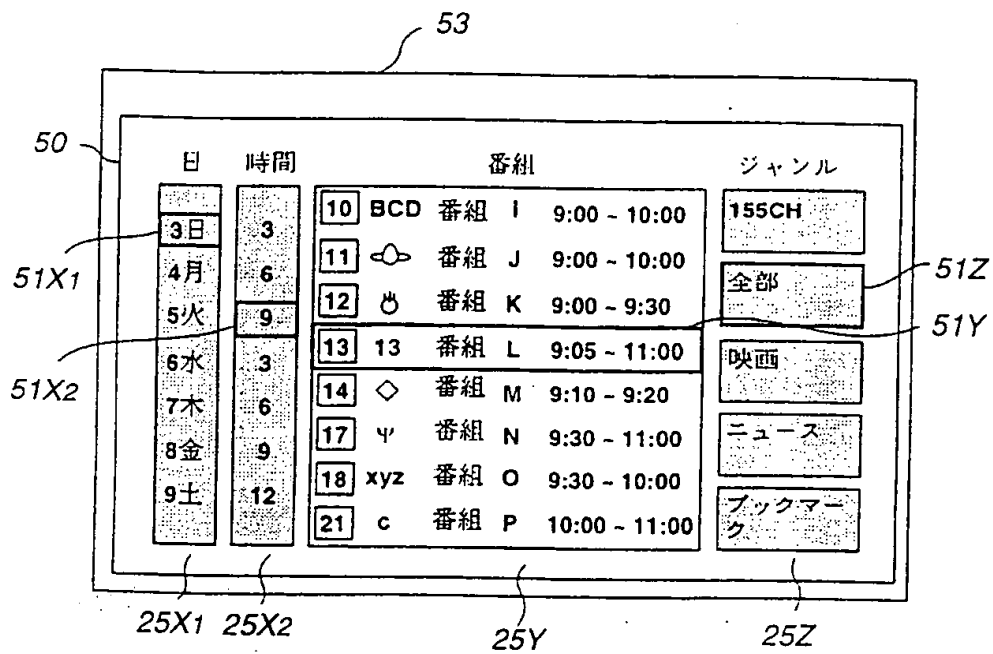 53
50
日 時間 番組 ジャンル
10 BCD 番組 I 9:00 ~ 10:00
11 番組 J 9:00 ~ 10:00
12 番組 K 9:00 ~ 9:30
13 13 番組 L 9:05 ~ 11:00
14 番組 M 9:10 ~ 9:20
17 番組 N 9:30 ~ 11:00
18 xyz 番組 O 9:30 ~ 10:00
21 c 番組 P 10:00 ~ 11:00
3日
4月
5火
6水
7木
8金
9土
3
6
9
3
6
9
12
155CH
全部
映画
ニュース
ブックマー
ク
51X1
51X2
51Z
51Y
25X1 25X2 25Y 25Z